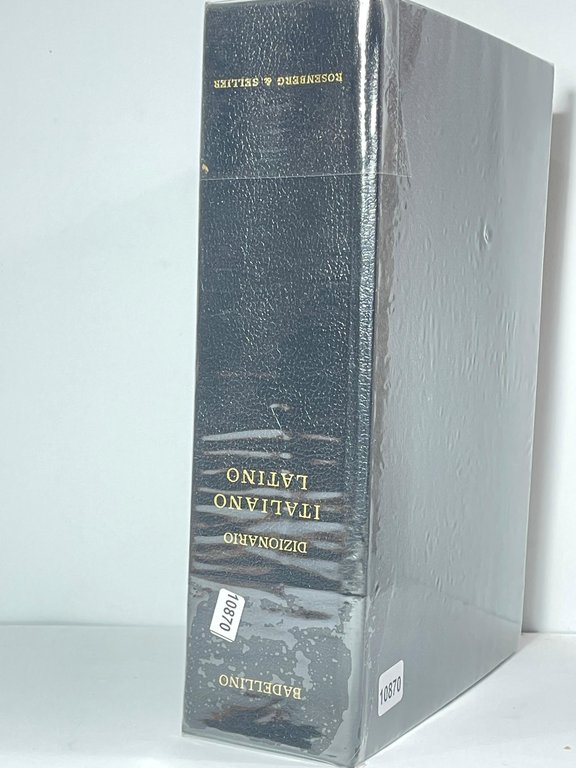 BADELLINO
DIZIONARIO
ITALIANO
LATINO
ROSENBERG & SELLIER
10870
10870